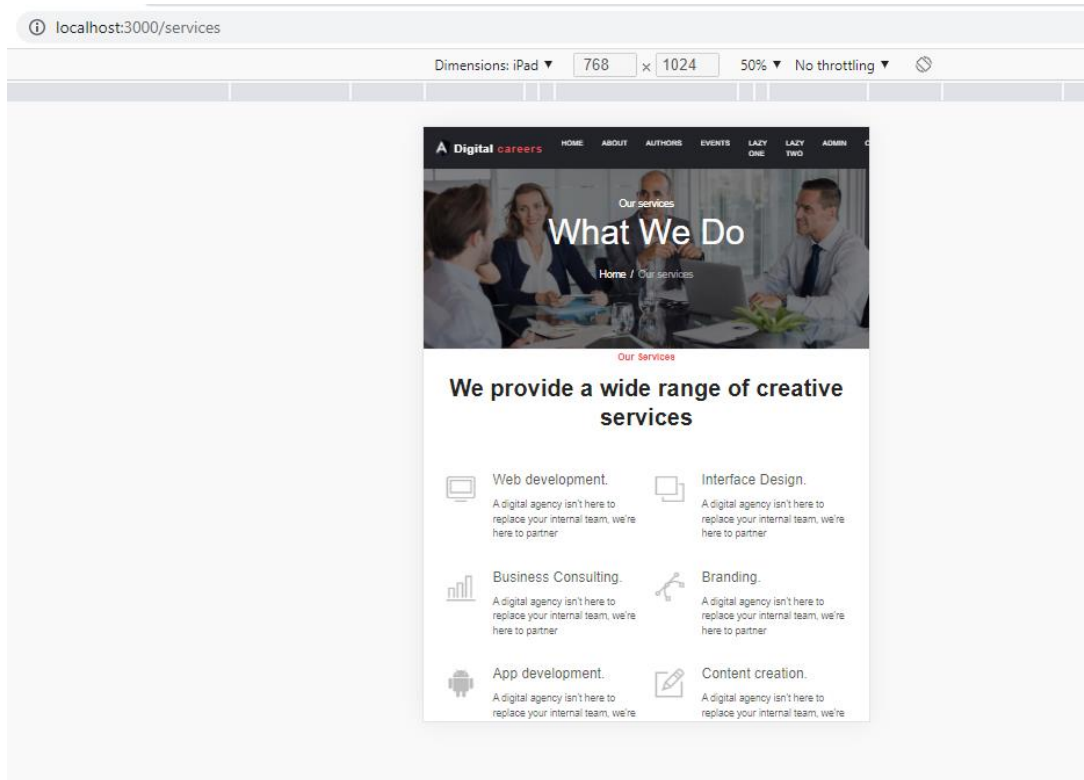 localhost:3000/services
Dimensions: iPad ▼ 768 × 1024 50% ▼ No throttling ▼
A Digital careers HOME ABOUT AUTHORS EVENTS LAZY ONE LAZY TWO ADMIN
Our services
What We Do
Home / Our services
Our Services
We provide a wide range of creative
services
Web development.
A digital agency isn't here to
replace your internal team, we're
here to partner
Interface Design.
A digital agency isn't here to
replace your internal team, we're
here to partner
Business Consulting.
A digital agency isn't here to
replace your internal team, we're
here to partner
Branding.
A digital agency isn't here to
replace your internal team, we're
here to partner
App development.
A digital agency isn't here to
replace your internal team, we're
Content creation.
A digital agency isn't here to
replace your internal team, we're